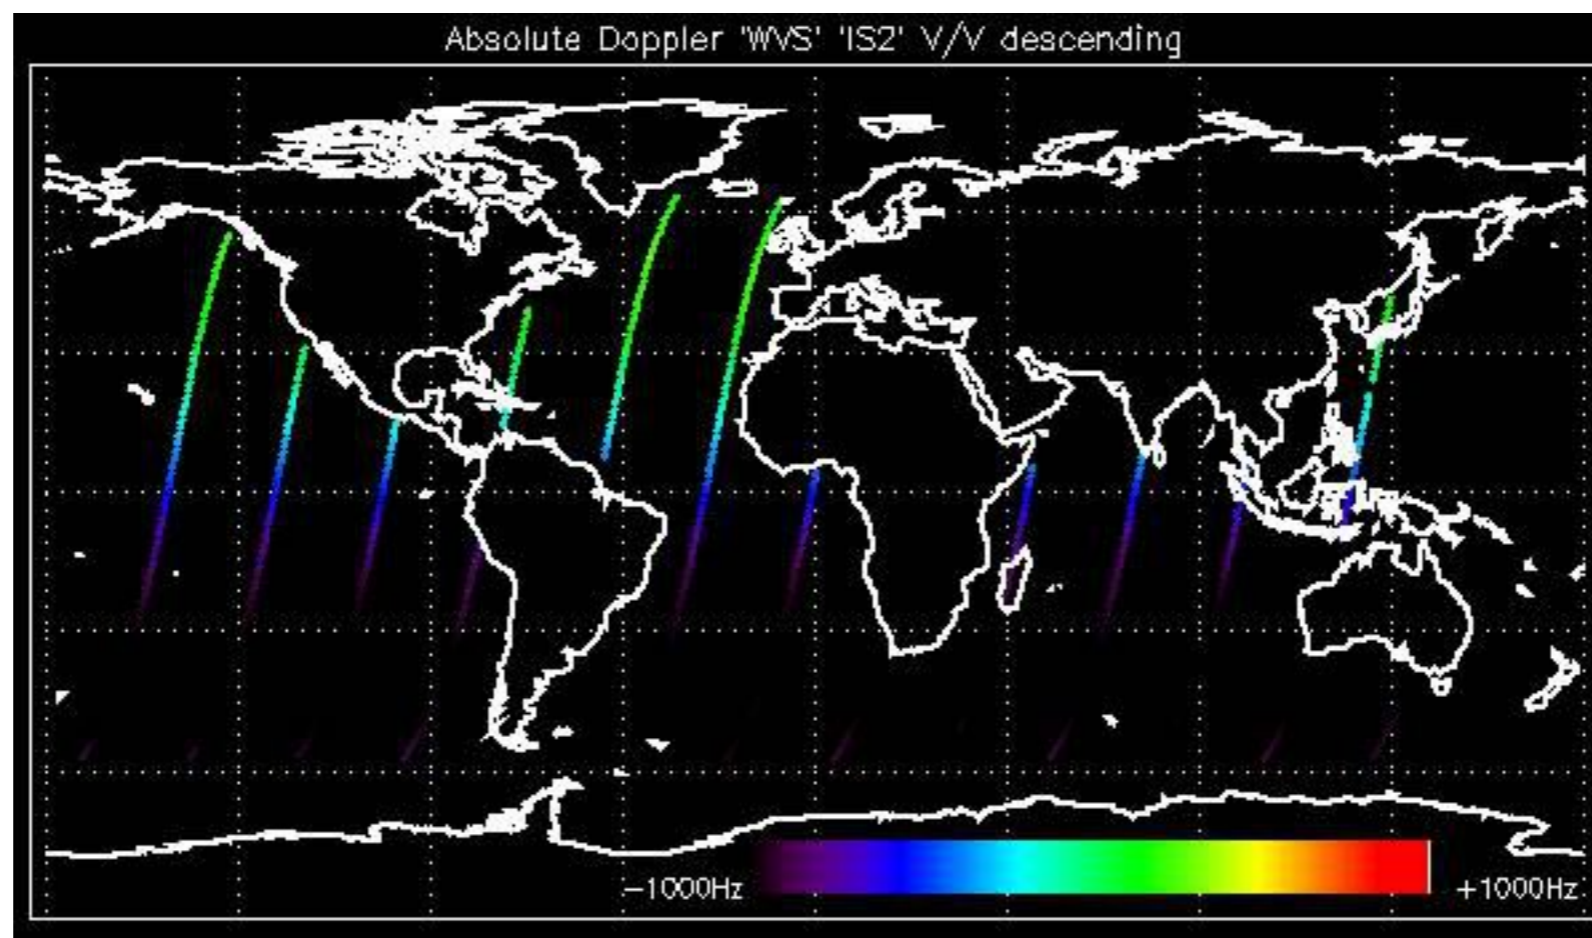 Absolute Doppler 'WVS' 'IS2' V/V descending
−1000Hz +1000Hz